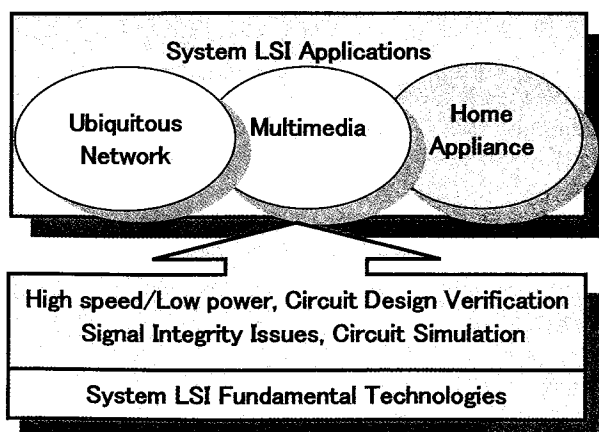 System LSI Applications
Ubiquitous
Network
Multimedia
Home
Appliance
High speed/Low power, Circuit Design Verification
Signal Integrity Issues, Circuit Simulation
System LSI Fundamental Technologies